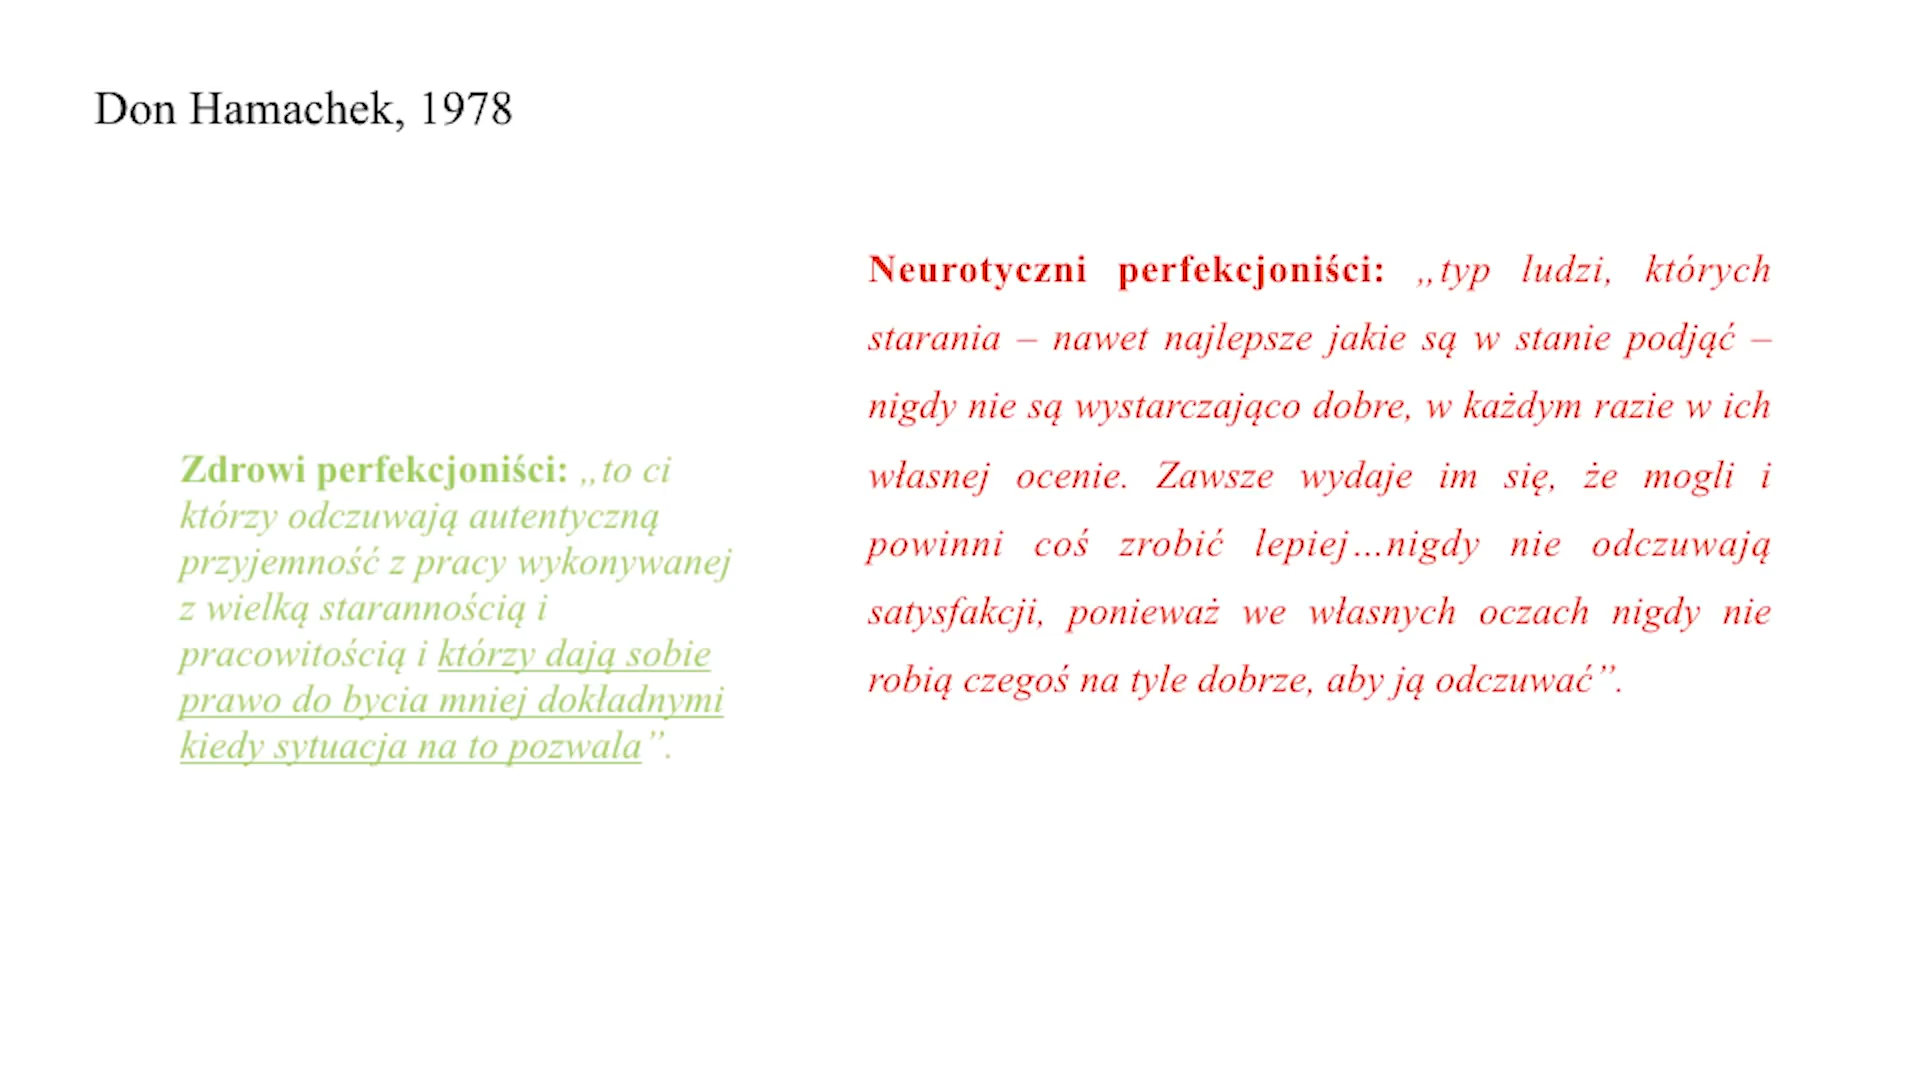 Don Hamachek, 1978
Zdrowi perfekcjoniści: „to ci
którzy odczuwają autentyczną
przyjemność z pracy wykonywanej
z wielką starannością i
pracowitością i którzy dają sobie
prawo do bycia mniej dokładnymi
kiedy sytuacja na to pozwala”.
Neurotyczni perfekcjoniści: „typ ludzi, których
starania – nawet najlepsze jakie są w stanie podjąć –
nigdy nie są wystarczająco dobre, w każdym razie w ich
własnej ocenie. Zawsze wydaje im się, że mogli i
powinni coś zrobić lepiej…nigdy nie odczuwają
satysfakcji, ponieważ we własnych oczach nigdy nie
robią czegoś na tyle dobrze, aby ją odczuwać”.